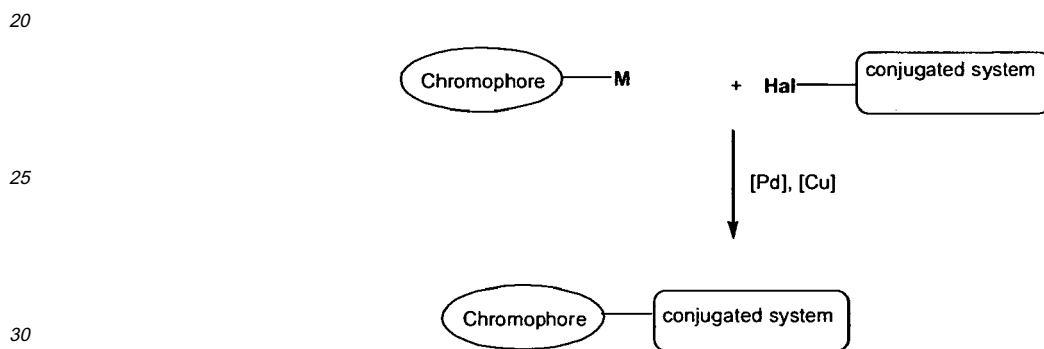 20
Chromophore M + Hal conjugated system
25
[Pd], [Cu]
Chromophore conjugated system
30